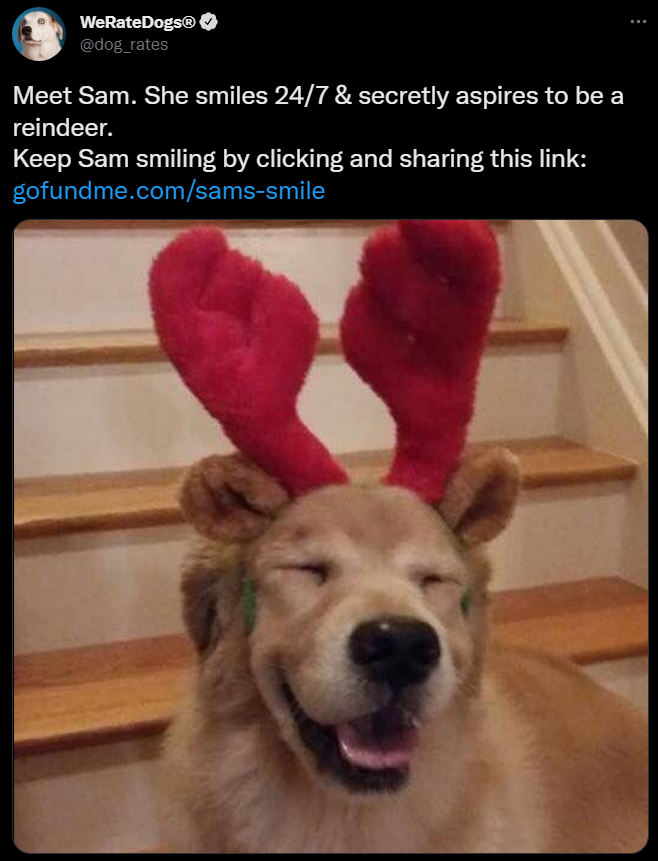 WeRateDogs®
@dog_rates
Meet Sam. She smiles 24/7 & secretly aspires to be a
reindeer.
Keep Sam smiling by clicking and sharing this link:
gofundme.com/sams-smile